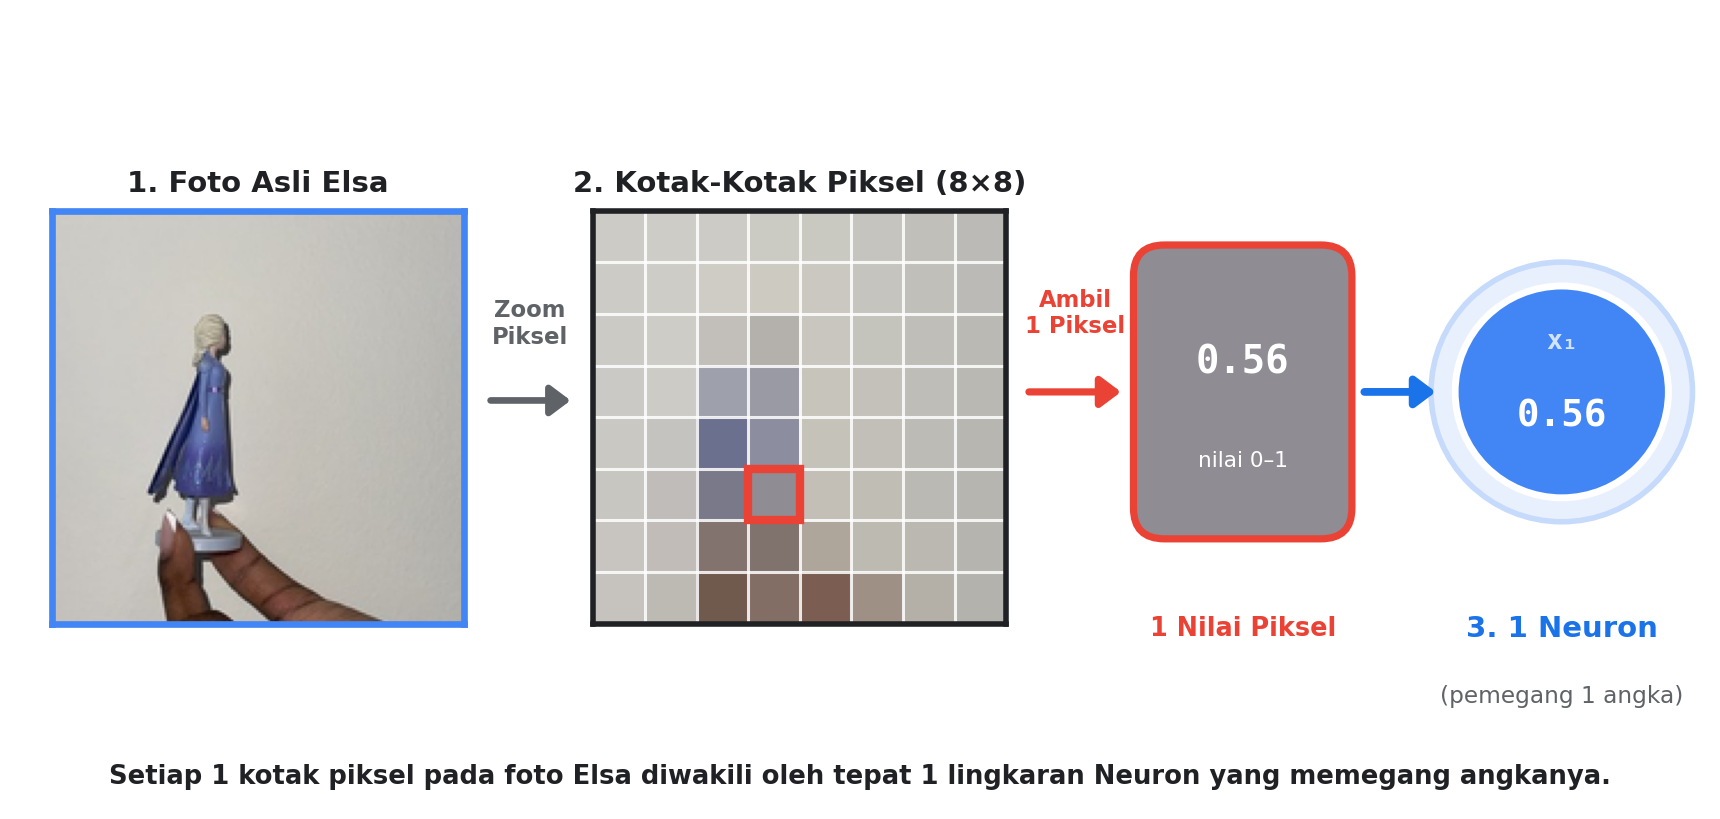 1. Foto Asli Elsa
Zoom
Piksel
2. Kotak-Kotak Piksel (8×8)
Ambil
1 Piksel
0.56
nilai 0–1
1 Nilai Piksel
x₁
0.56
3. 1 Neuron
(pemegang 1 angka)
Setiap 1 kotak piksel pada foto Elsa diwakili oleh tepat 1 lingkaran Neuron yang memegang angkanya.